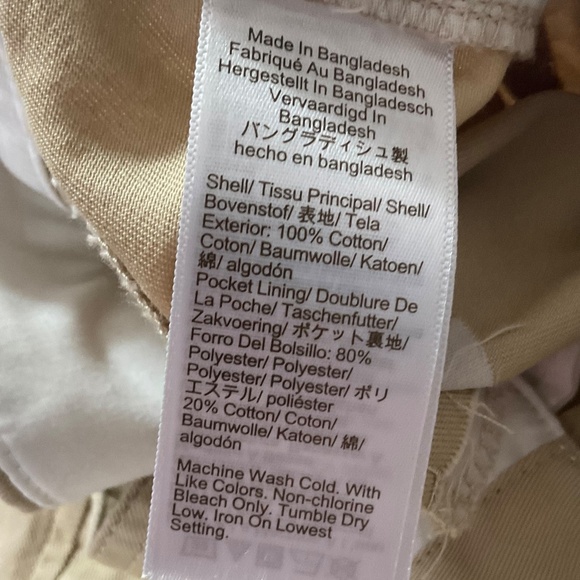 Made In Bangladesh
Fabriqué Au Bangladesh
Hergestellt In Bangladesch
Vervaardigd In
Bangladesh
バングラディシュ製
hecho en bangladesh
Shell/ Tissu Principal/ Shell/
Bovenstof/ 表地/ Tela
Exterior: 100% Cotton/
Coton/ Baumwolle/ Katoen/
綿/ algodón
Pocket Lining/ Doublure De
La Poche/ Taschenfutter/
Zakvoering/ ポケット裏地/
Forro Del Bolsillo: 80%
Polyester/ Polyester/
Polyester/ Polyester/ ポリ
エステル/ poliéster
20% Cotton/ Coton/
Baumwolle/ Katoen/ 綿/
algodón
Machine Wash Cold. With
Like Colors. Non-chlorine
Bleach Only. Tumble Dry
Low. Iron On Lowest
Setting.